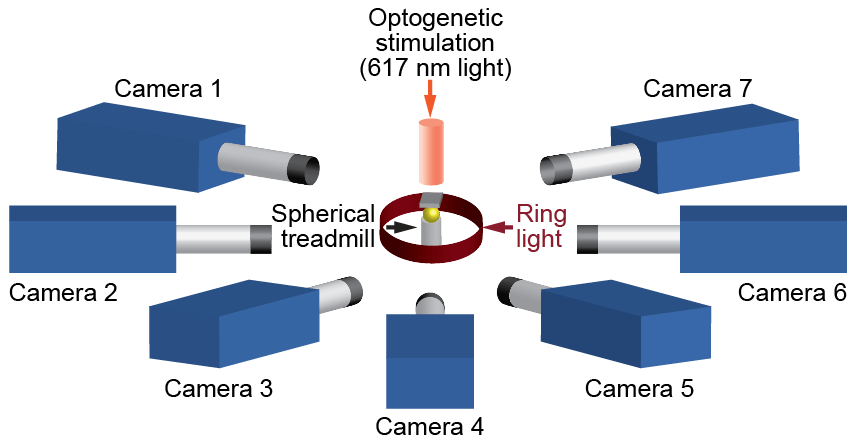 Optogenetic
stimulation
(617 nm light)
Camera 1
Camera 7
Spherical
treadmill
Ring
light
Camera 2
Camera 6
Camera 3
Camera 5
Camera 4